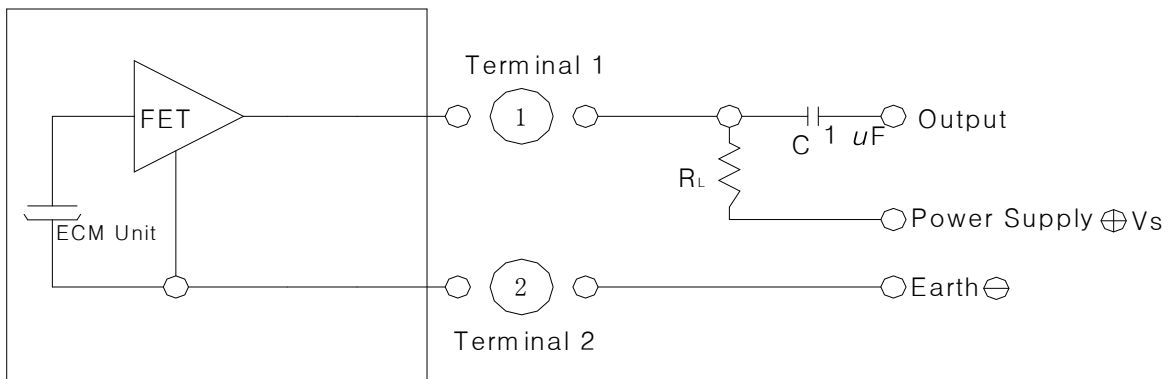 Terminal 1
FET
1
Output
C 1 uF
RL
ECM Unit
Power Supply ⊕ Vs
2
Earth ⊖
Terminal 2